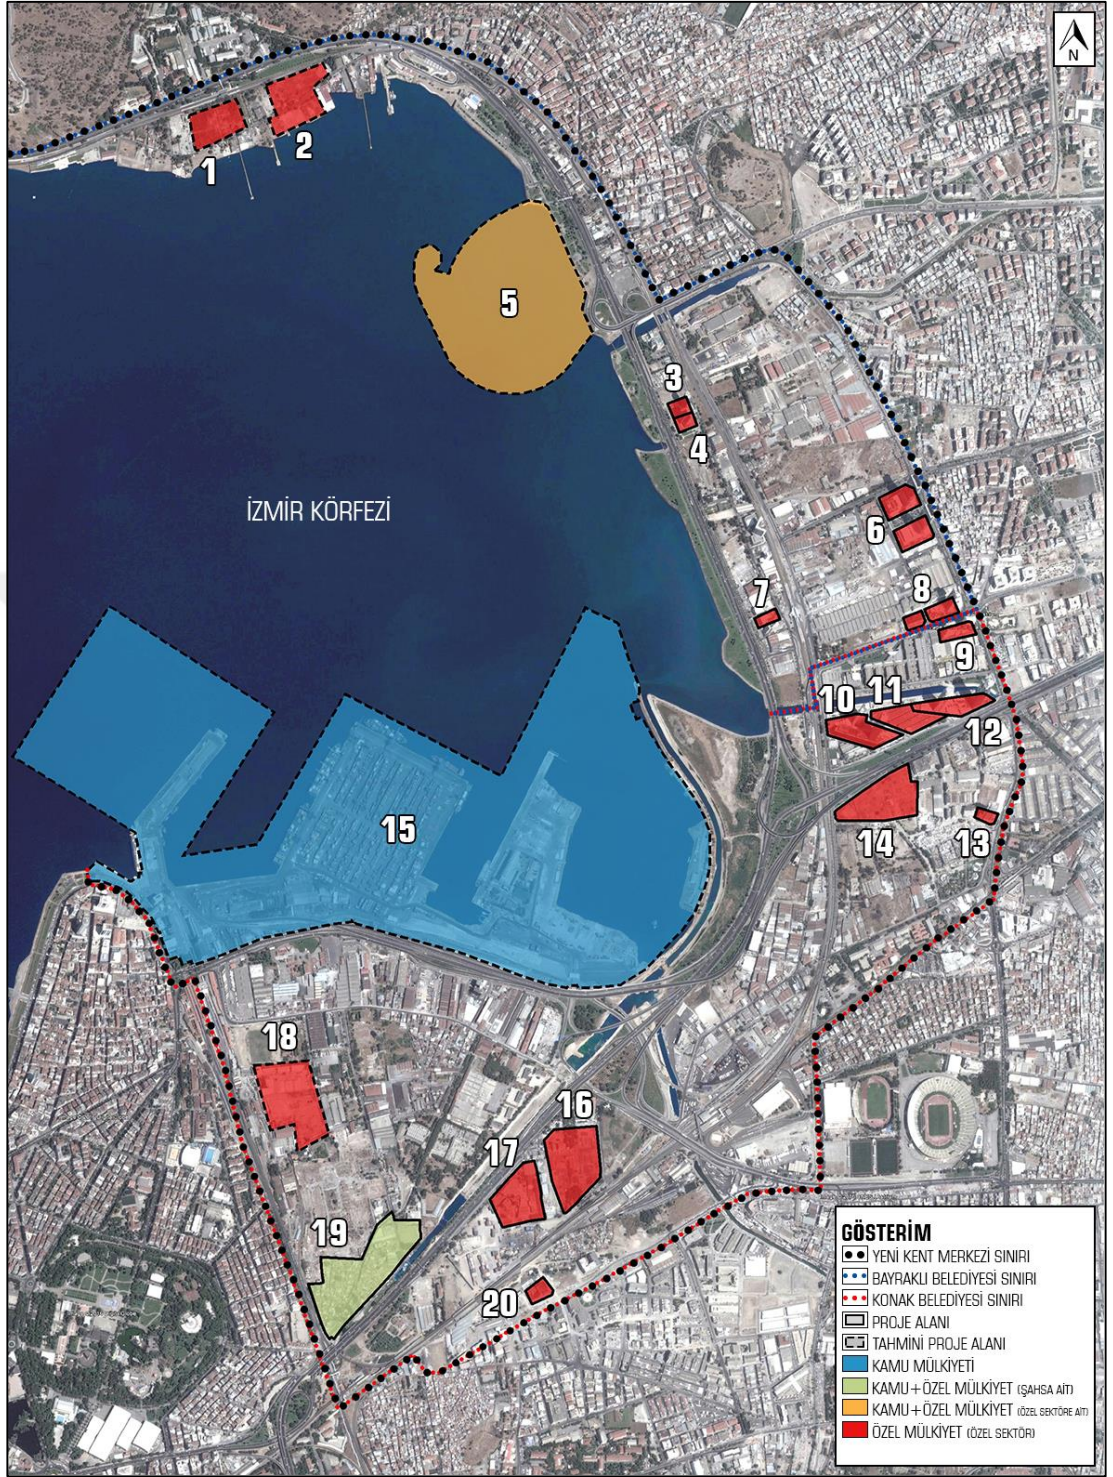 N
1
2
5
3
4
İZMİR KÖRFEZİ
6
7
8
9
10
11
12
15
14
13
18
16
17
19
20
GÖSTERİM
YENİ KENT MERKEZİ SINIRI
BAYRAKLI BELEDİYESİ SINIRI
KONAK BELEDİYESİ SINIRI
PROJE ALANI
TAHMİNİ PROJE ALANI
KAMU MÜLKİYETİ
KAMU+ÖZEL MÜLKİYET (ŞAHSA AİT)
KAMU+ÖZEL MÜLKİYET (ÖZEL SEKTÖRE AİT)
ÖZEL MÜLKİYET (ÖZEL SEKTÖR)